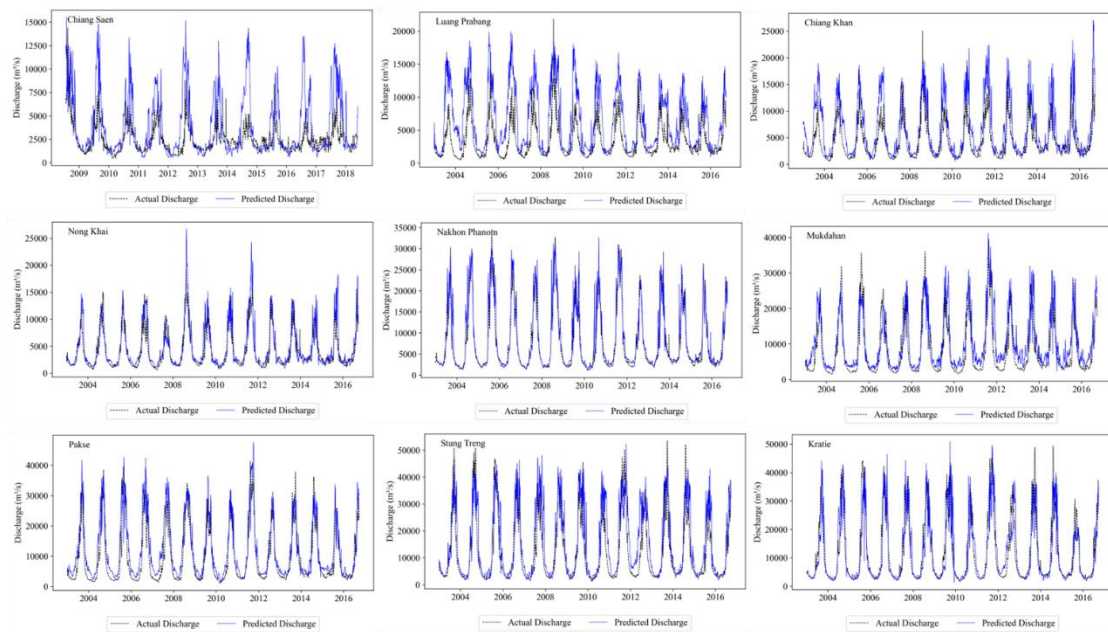 Chiang Saen
Discharge (m³/s)
15000
12500
10000
7500
5000
2500
0
2009 2010 2011 2012 2013 2014 2015 2016 2017 2018
Actual Discharge Predicted Discharge
Luang Prabang
Discharge (m³/s)
20000
15000
10000
5000
0
2004 2006 2008 2010 2012 2014 2016
Actual Discharge Predicted Discharge
Chiang Khan
Discharge (m³/s)
25000
20000
15000
10000
5000
0
2004 2006 2008 2010 2012 2014 2016
Actual Discharge Predicted Discharge
Nong Khai
Discharge (m³/s)
25000
20000
15000
10000
5000
0
2004 2006 2008 2010 2012 2014 2016
Actual Discharge Predicted Discharge
Nakhon Phanom
Discharge (m³/s)
35000
30000
25000
20000
15000
10000
5000
0
2004 2006 2008 2010 2012 2014 2016
Actual Discharge Predicted Discharge
Mukdahan
Discharge (m³/s)
40000
30000
20000
10000
0
2004 2006 2008 2010 2012 2014 2016
Actual Discharge Predicted Discharge
Pakse
Discharge (m³/s)
40000
30000
20000
10000
0
2004 2006 2008 2010 2012 2014 2016
Actual Discharge Predicted Discharge
Stung Treng
Discharge (m³/s)
50000
40000
30000
20000
10000
0
2004 2006 2008 2010 2012 2014 2016
Actual Discharge Predicted Discharge
Kratie
Discharge (m³/s)
50000
40000
30000
20000
10000
0
2004 2006 2008 2010 2012 2014 2016
Actual Discharge Predicted Discharge